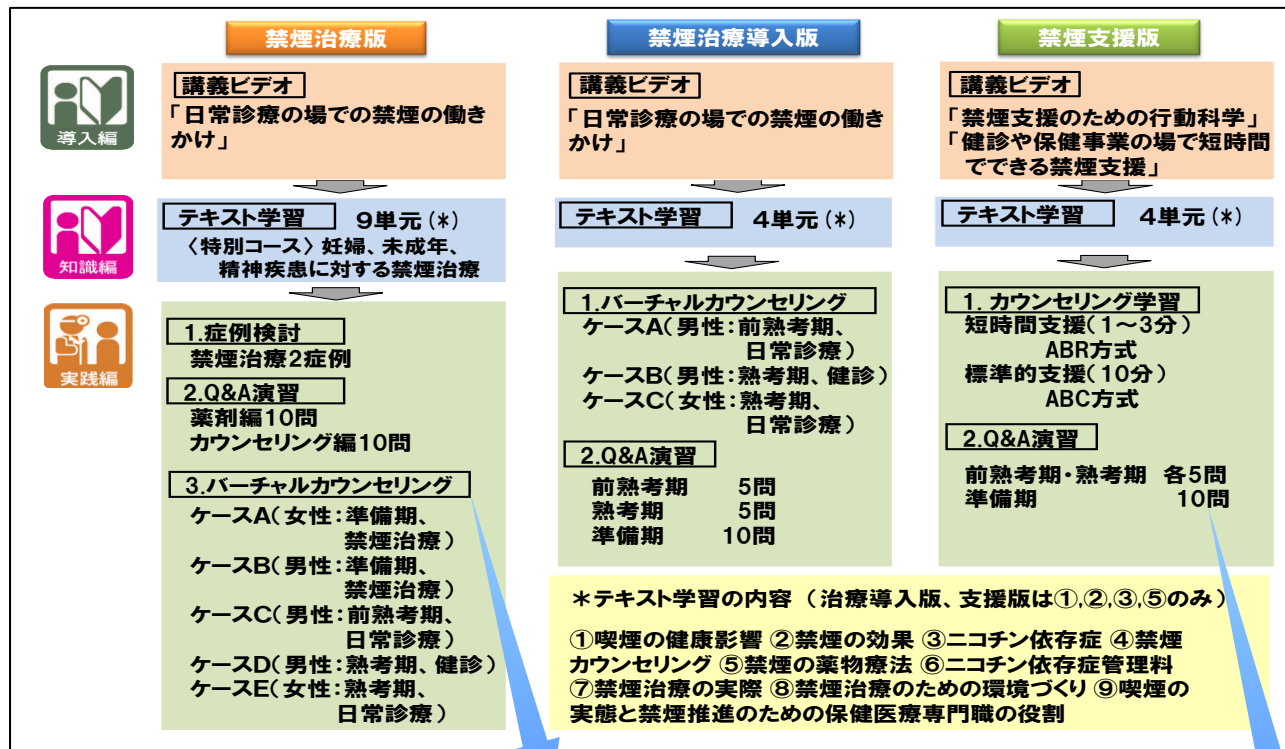 禁煙治療版
禁煙治療導入版
禁煙支援版
導入編
講義ビデオ
「日常診療の場での禁煙の働き
かけ」
講義ビデオ
「日常診療の場での禁煙の働き
かけ」
講義ビデオ
「禁煙支援のための行動科学」
「健診や保健事業の場で短時間
でできる禁煙支援」
知識編
テキスト学習 9単元(*)
〈特別コース〉妊婦、未成年、
精神疾患に対する禁煙治療
テキスト学習 4単元(*)
テキスト学習 4単元(*)
実践編
1.症例検討
禁煙治療2症例
2.Q&A演習
薬剤編10問
カウンセリング編10問
3.バーチャルカウンセリング
ケースA(女性:準備期、
禁煙治療)
ケースB(男性:準備期、
禁煙治療)
ケースC(男性:前熟考期、
日常診療)
ケースD(男性:熟考期、健診)
ケースE(女性:熟考期、
日常診療)
1.バーチャルカウンセリング
ケースA(男性:前熟考期、
日常診療)
ケースB(男性:熟考期、健診)
ケースC(女性:熟考期、
日常診療)
2.Q&A演習
前熟考期 5問
熟考期 5問
準備期 10問
1. カウンセリング学習
短時間支援(1~3分)
ABR方式
標準的支援(10分)
ABC方式
2.Q&A演習
前熟考期・熟考期 各5問
準備期 10問
*テキスト学習の内容 (治療導入版、支援版は①,②,③,⑤のみ)
①喫煙の健康影響 ②禁煙の効果 ③ニコチン依存症 ④禁煙
カウンセリング ⑤禁煙の薬物療法 ⑥ニコチン依存症管理料
⑦禁煙治療の実際 ⑧禁煙治療のための環境づくり ⑨喫煙の
実態と禁煙推進のための保健医療専門職の役割